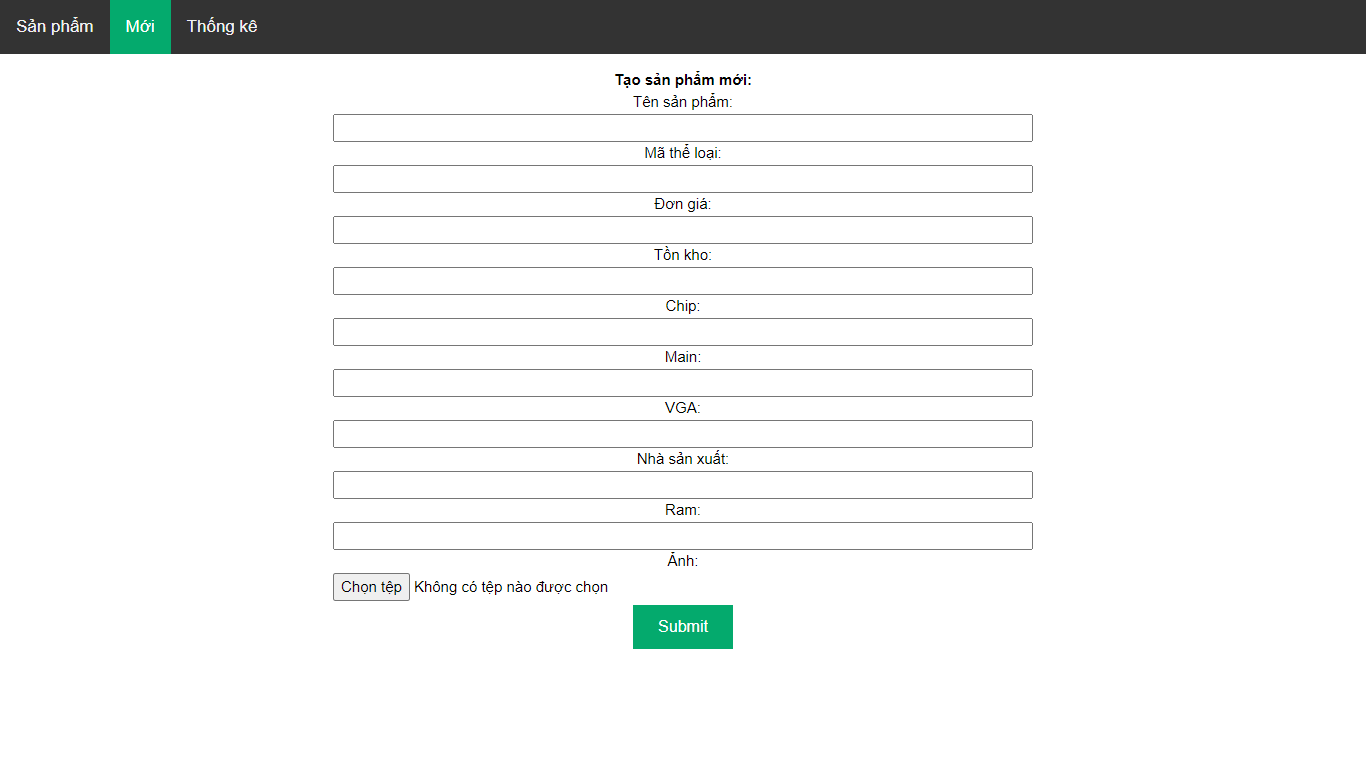 Sản phẩm Mới Thống kê
Tạo sản phẩm mới:
Tên sản phẩm:
Mã thể loại:
Đơn giá:
Tồn kho:
Chip:
Main:
VGA:
Nhà sản xuất:
Ram:
Ảnh:
Chọn tệp Không có tệp nào được chọn
Submit